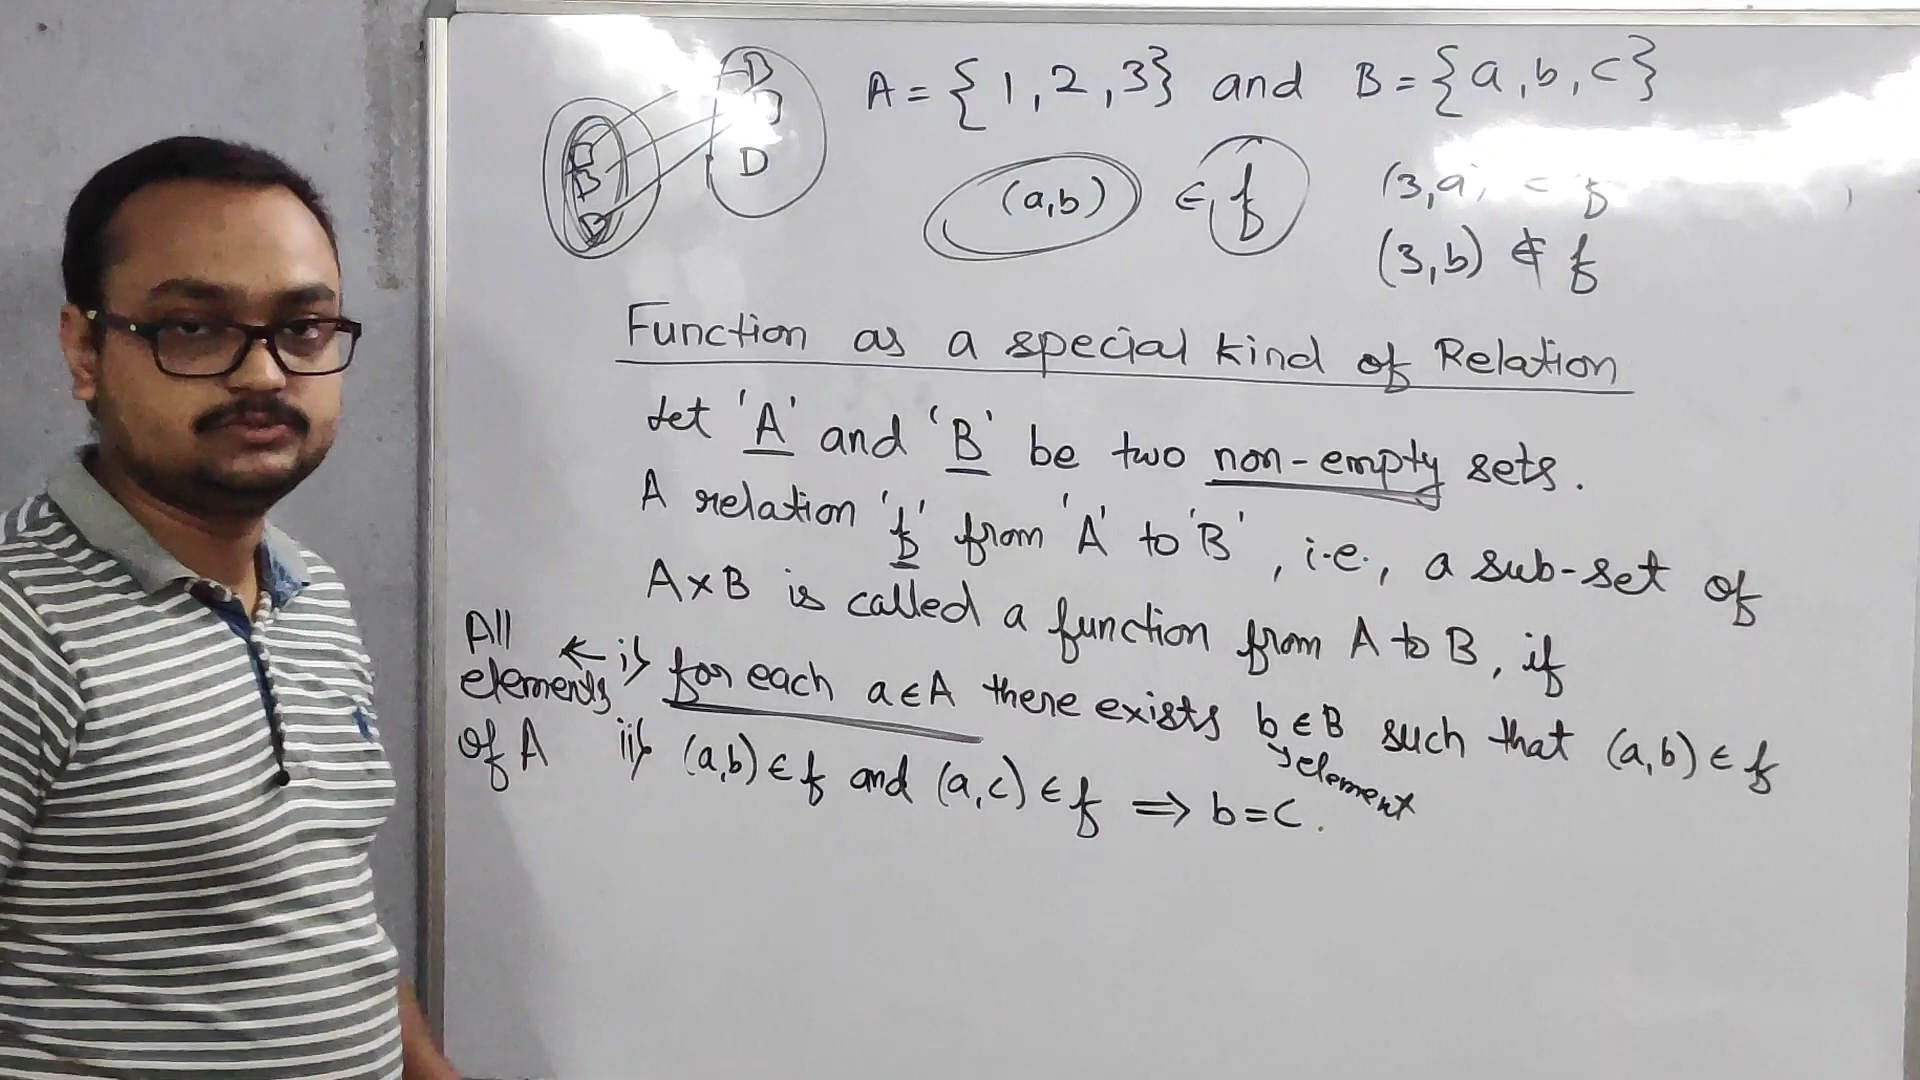 A = {1, 2, 3} and B = {a, b, c}
(a,b) ∈ f
(3,a) ∈ f
(3,b) ∉ f
Function as a special kind of Relation
Let 'A' and 'B' be two non-empty sets.
A relation 'f' from 'A' to 'B', i.e., a sub-set of
A×B is called a function from A to B, if
i) for each a∈A there exists b∈B such that (a,b) ∈ f
ii) (a,b) ∈ f and (a,c) ∈ f ⇒ b=c.
element
All
elements
of A